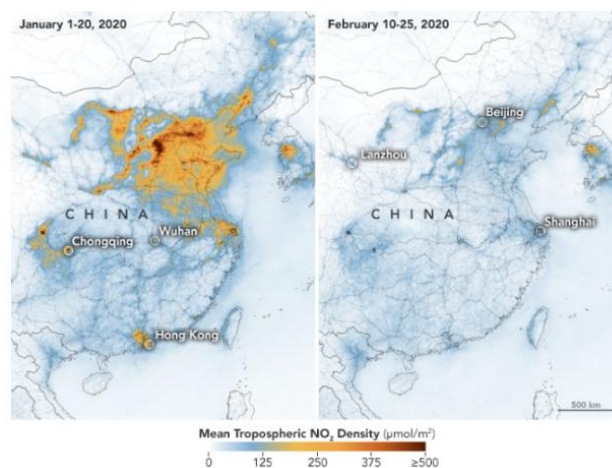 January 1-20, 2020
CHINA
Chongqing
Wuhan
Hong Kong
February 10-25, 2020
Beijing
Lanzhou
CHINA
Shanghai
500 km
Mean Tropospheric NO₂ Density (μmol/m²)
0 125 250 375 ≥500